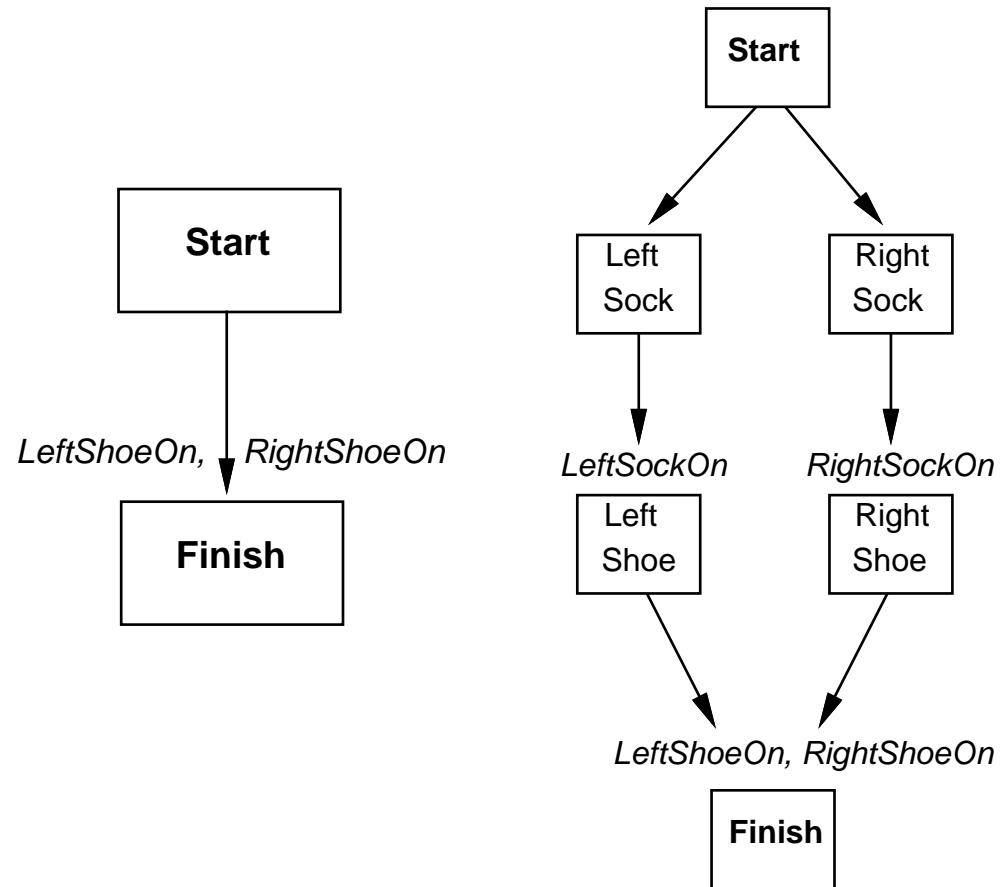 Start
LeftShoeOn, RightShoeOn
Finish
Start
Left
Sock
Right
Sock
LeftSockOn
RightSockOn
Left
Shoe
Right
Shoe
LeftShoeOn, RightShoeOn
Finish